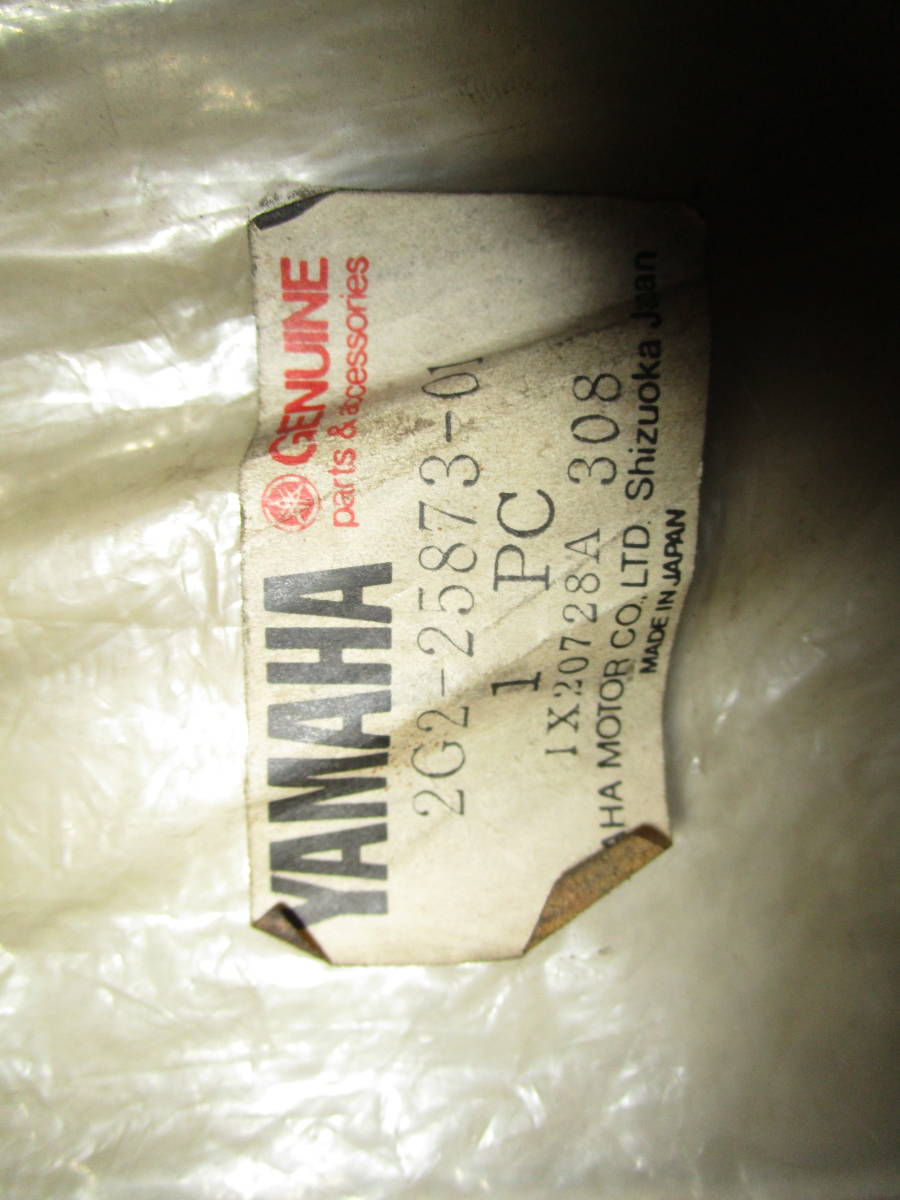 YAMAHA GENUINE
parts & accessories
2G2-25873-01
1 PC
1X20728A 308
AHA MOTOR CO., LTD. Shizuoka Japan
MADE IN JAPAN